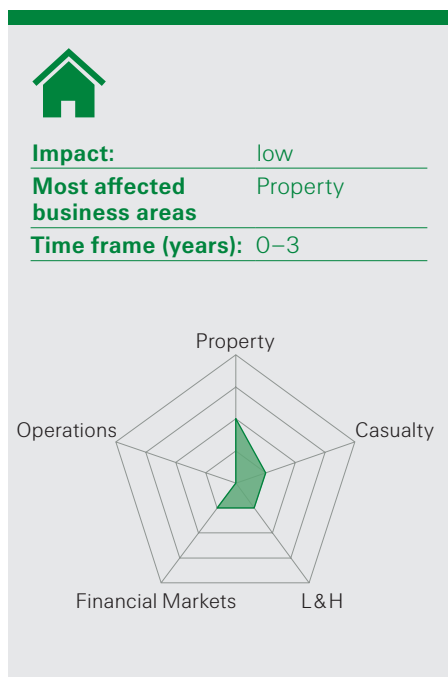 Impact: low
Most affected Property
business areas
Time frame (years): 0–3
Property
Operations Casualty
Financial Markets L&H